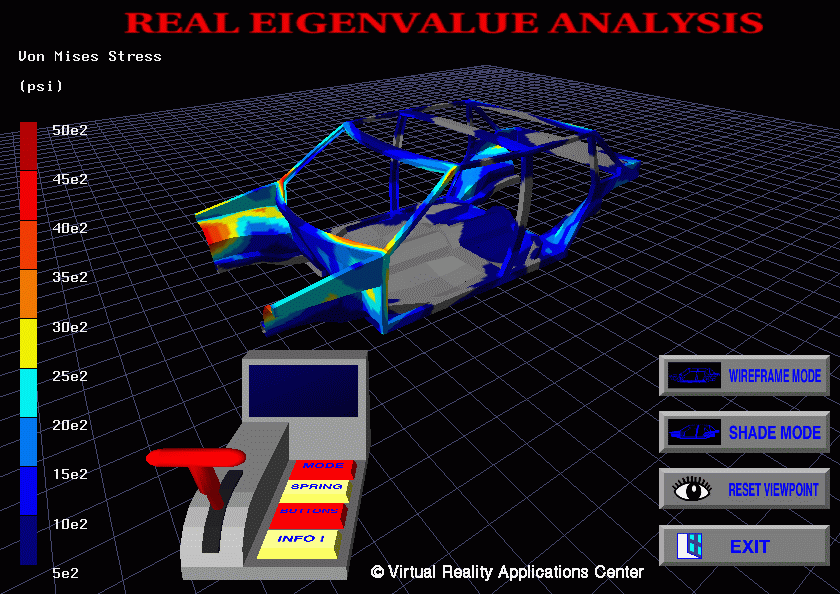 REAL EIGENVALUE ANALYSIS
Von Mises Stress
(psi)
50e2
45e2
40e2
35e2
30e2
25e2
20e2
15e2
10e2
5e2
WIREFRAME MODE
SHADE MODE
RESET VIEWPOINT
EXIT
MODE
SPRING
BUTTONS
INFO !
© Virtual Reality Applications Center